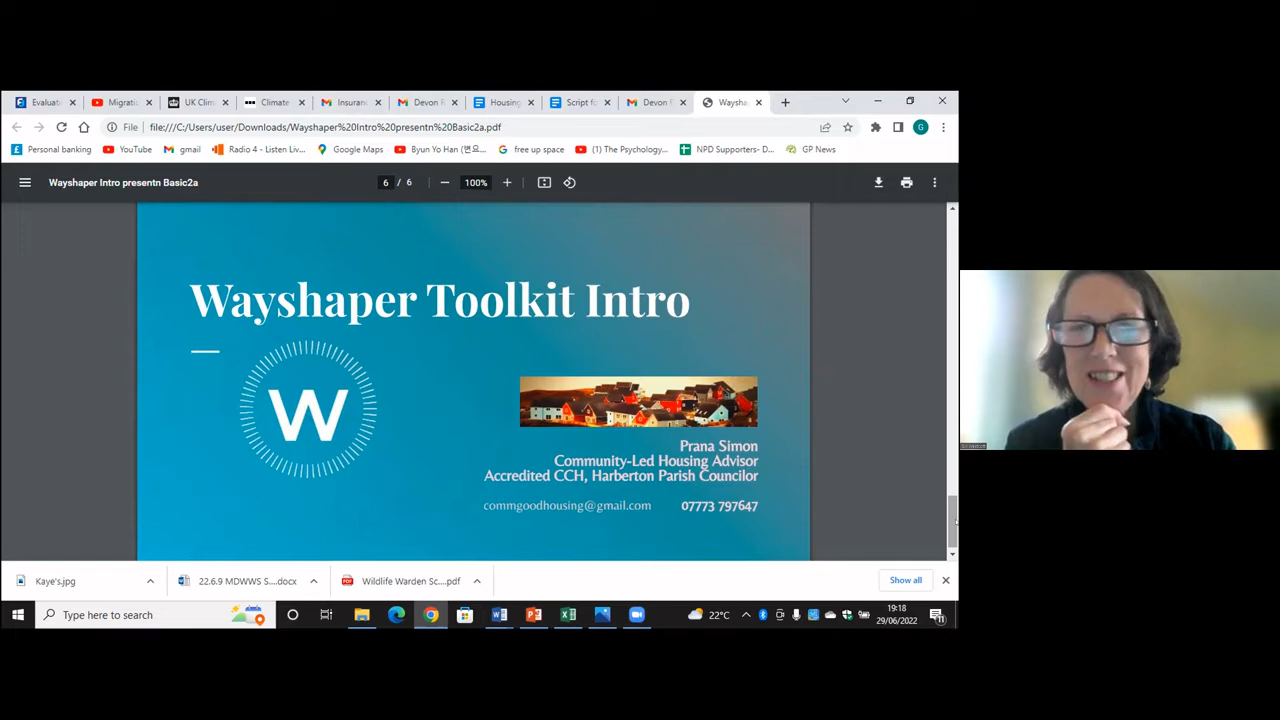 Evaluati
Migrati
UK Clim
Climate
Insuranc
Devon R
Housing
Script fo
Devon R
Waysha
File
file:///C:/Users/user/Downloads/Wayshaper%20Intro%20presentn%20Basic2a.pdf
G
Personal banking
YouTube
gmail
Radio 4 - Listen Liv...
Google Maps
Byun Yo Han (변요...
free up space
(1) The Psychology...
NPD Supporters- D...
GP News
Wayshaper Intro presentn Basic2a
6 / 6
100%
Wayshaper Toolkit Intro
W
Prana Simon
Community-Led Housing Advisor
Accredited CCH, Harberton Parish Councilor
commgoodhousing@gmail.com 07773 797647
Kaye's.jpg
22.6.9 MDWWS S....docx
Wildlife Warden Sc....pdf
Show all
Type here to search
22°C
19:18
29/06/2022